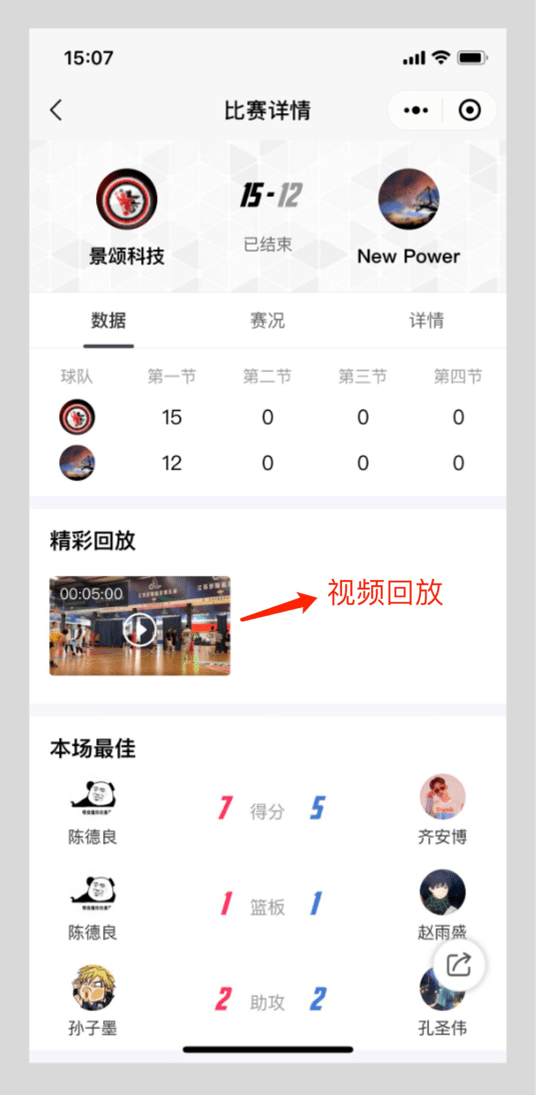 15:07
比赛详情
15-12
已结束
景颂科技
New Power
数据 赛况 详情
球队 第一节 第二节 第三节 第四节
15 0 0 0
12 0 0 0
精彩回放
00:05:00
视频回放
本场最佳
7 得分 5
陈德良 齐安博
1 篮板 1
陈德良 赵雨盛
2 助攻 2
孙子墨 孔圣伟